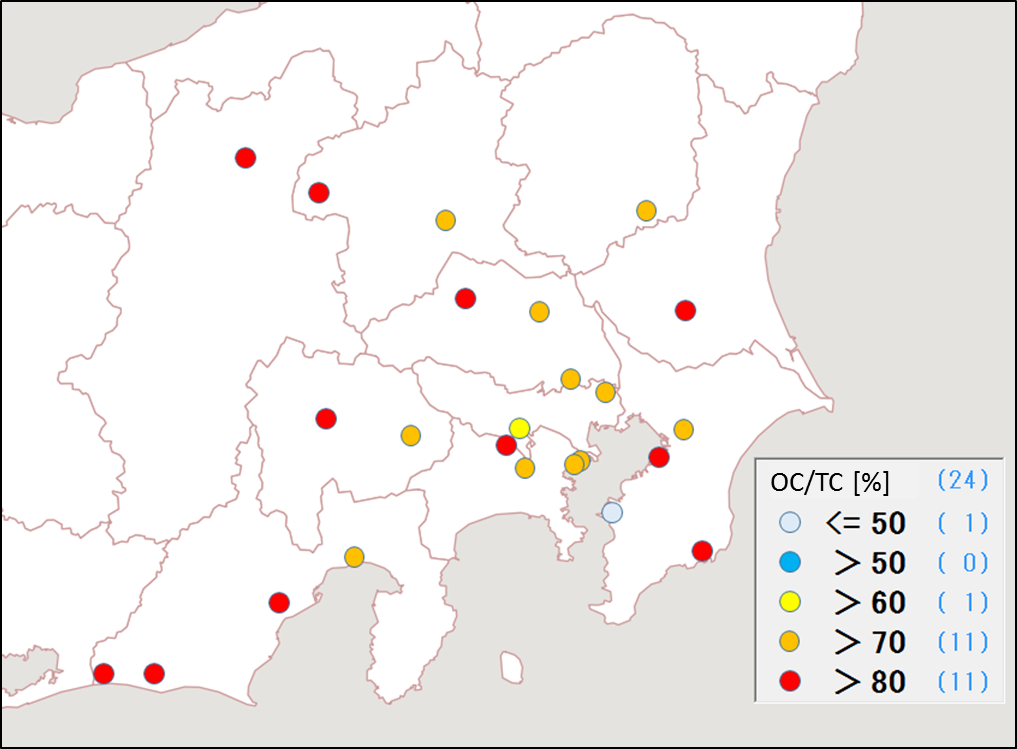 OC/TC [%] (24)
<= 50 ( 1)
> 50 ( 0)
> 60 ( 1)
> 70 (11)
> 80 (11)